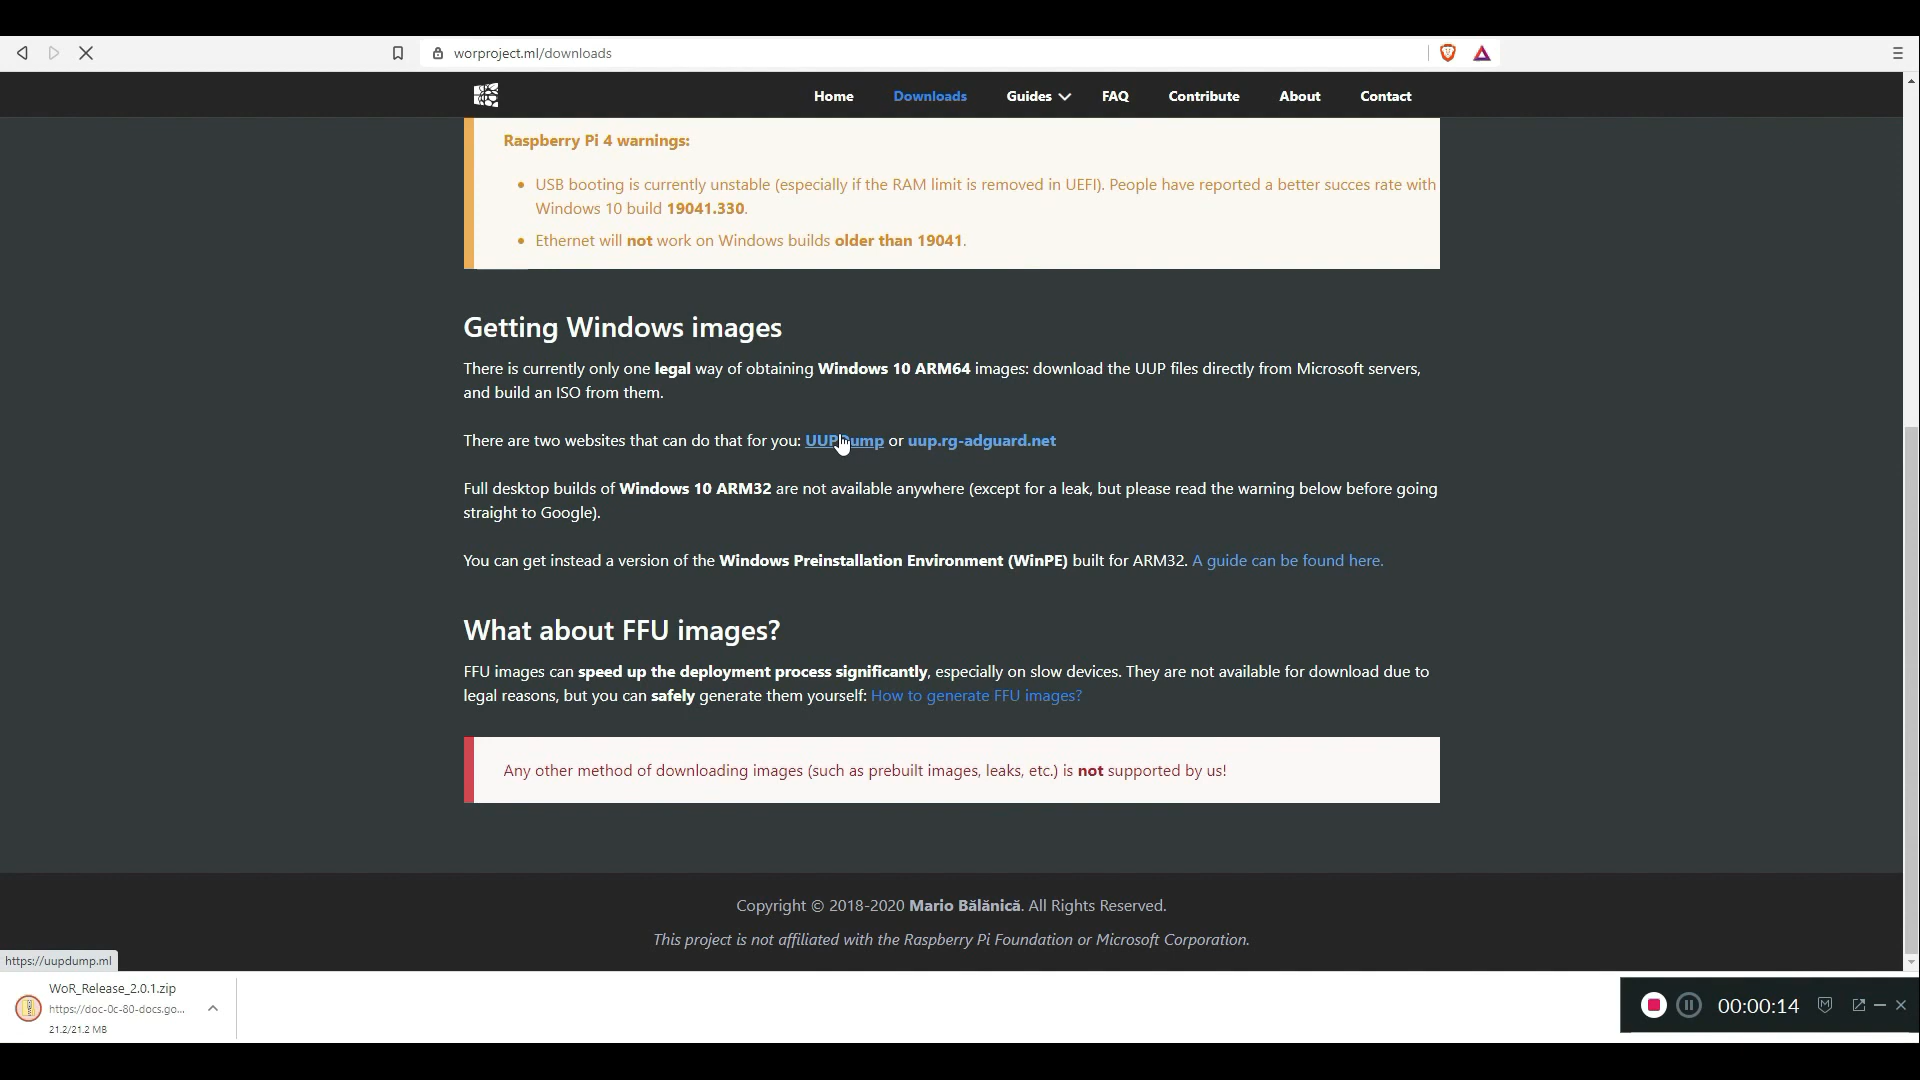 worproject.ml/downloads
Home Downloads Guides FAQ Contribute About Contact
Raspberry Pi 4 warnings:
USB booting is currently unstable (especially if the RAM limit is removed in UEFI). People have reported a better succes rate with
Windows 10 build 19041.330.
Ethernet will not work on Windows builds older than 19041.
Getting Windows images
There is currently only one legal way of obtaining Windows 10 ARM64 images: download the UUP files directly from Microsoft servers,
and build an ISO from them.
There are two websites that can do that for you: UUPDump or uup.rg-adguard.net
Full desktop builds of Windows 10 ARM32 are not available anywhere (except for a leak, but please read the warning below before going
straight to Google).
You can get instead a version of the Windows Preinstallation Environment (WinPE) built for ARM32. A guide can be found here.
What about FFU images?
FFU images can speed up the deployment process significantly, especially on slow devices. They are not available for download due to
legal reasons, but you can safely generate them yourself: How to generate FFU images?
Any other method of downloading images (such as prebuilt images, leaks, etc.) is not supported by us!
Copyright © 2018-2020 Mario Bălănică. All Rights Reserved.
This project is not affiliated with the Raspberry Pi Foundation or Microsoft Corporation.
https://uupdump.ml
WoR_Release_2.0.1.zip
https://doc-0c-80-docs.go...
21.2/21.2 MB
00:00:14